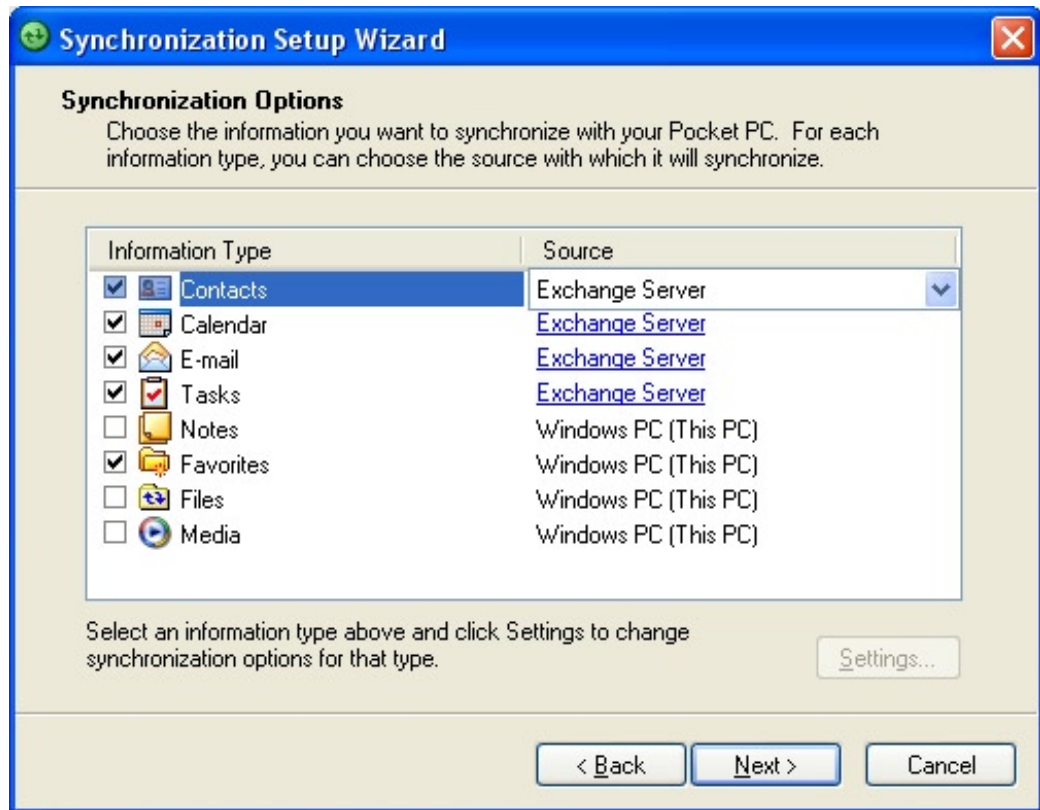 Synchronization Setup Wizard
Synchronization Options
Choose the information you want to synchronize with your Pocket PC. For each
information type, you can choose the source with which it will synchronize.
Information Type Source
Contacts Exchange Server
Calendar Exchange Server
E-mail Exchange Server
Tasks Exchange Server
Notes Windows PC (This PC)
Favorites Windows PC (This PC)
Files Windows PC (This PC)
Media Windows PC (This PC)
Select an information type above and click Settings to change
synchronization options for that type.
Settings...
< Back Next > Cancel